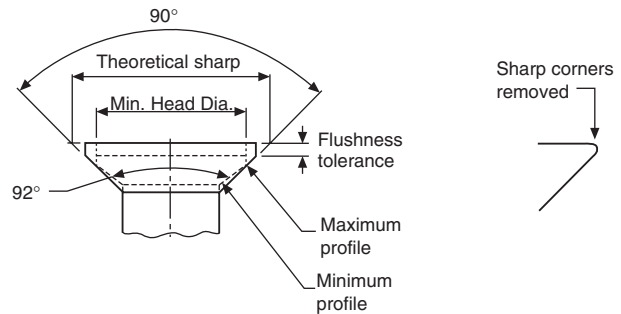 90°
Theoretical sharp
Min. Head Dia.
Flushness
tolerance
92°
Maximum
profile
Minimum
profile
Sharp corners
removed